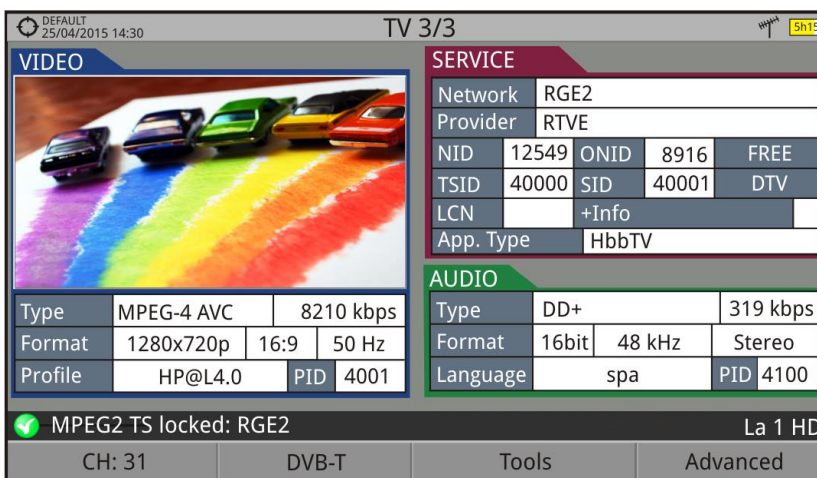 DEFAULT
25/04/2015 14:30
TV 3/3
5h15
VIDEO
Type MPEG-4 AVC 8210 kbps
Format 1280x720p 16:9 50 Hz
Profile HP@L4.0 PID 4001
SERVICE
Network RGE2
Provider RTVE
NID 12549 ONID 8916 FREE
TSID 40000 SID 40001 DTV
LCN +Info
App. Type HbbTV
AUDIO
Type DD+ 319 kbps
Format 16bit 48 kHz Stereo
Language spa PID 4100
MPEG2 TS locked: RGE2 La 1 HD
CH: 31 DVB-T Tools Advanced